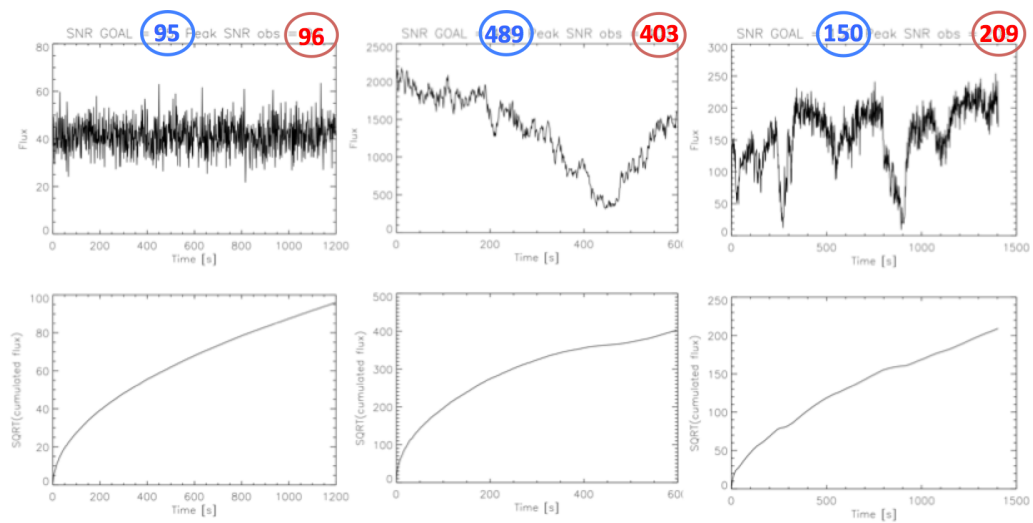 SNR GOAL = 95 Peak SNR obs = 96
80
60
40
20
0
Flux
0 200 400 600 800 1000 1200
Time [s]
SNR GOAL = 489 Peak SNR obs = 403
2500
2000
1500
1000
500
0
Flux
0 200 400 600
Time [s]
SNR GOAL = 150 Peak SNR obs = 209
300
250
200
150
100
50
0
Flux
0 500 1000 1500
Time [s]
100
80
60
40
20
0
SQRT(cumulated flux)
0 200 400 600 800 1000 1200
Time [s]
500
400
300
200
100
0
SQRT(cumulated flux)
0 200 400 600
Time [s]
250
200
150
100
50
0
SQRT(cumulated flux)
0 500 1000 1500
Time [s]